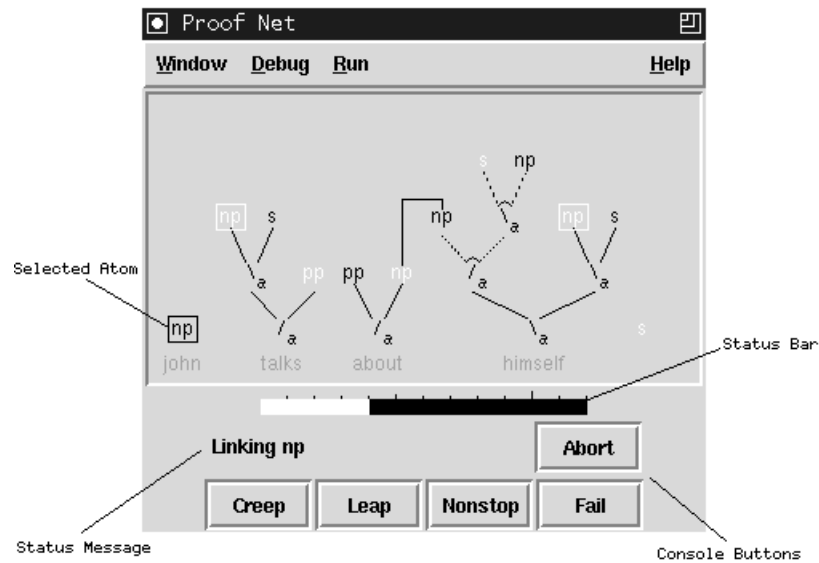 Proof Net
Window Debug Run Help
s np
np s np np s
a
pp pp np
a a a
Selected Atom
np
/ a \ a \ a s
john talks about himself
Status Bar
Linking np
Abort
Creep Leap Nonstop Fail
Status Message
Console Buttons